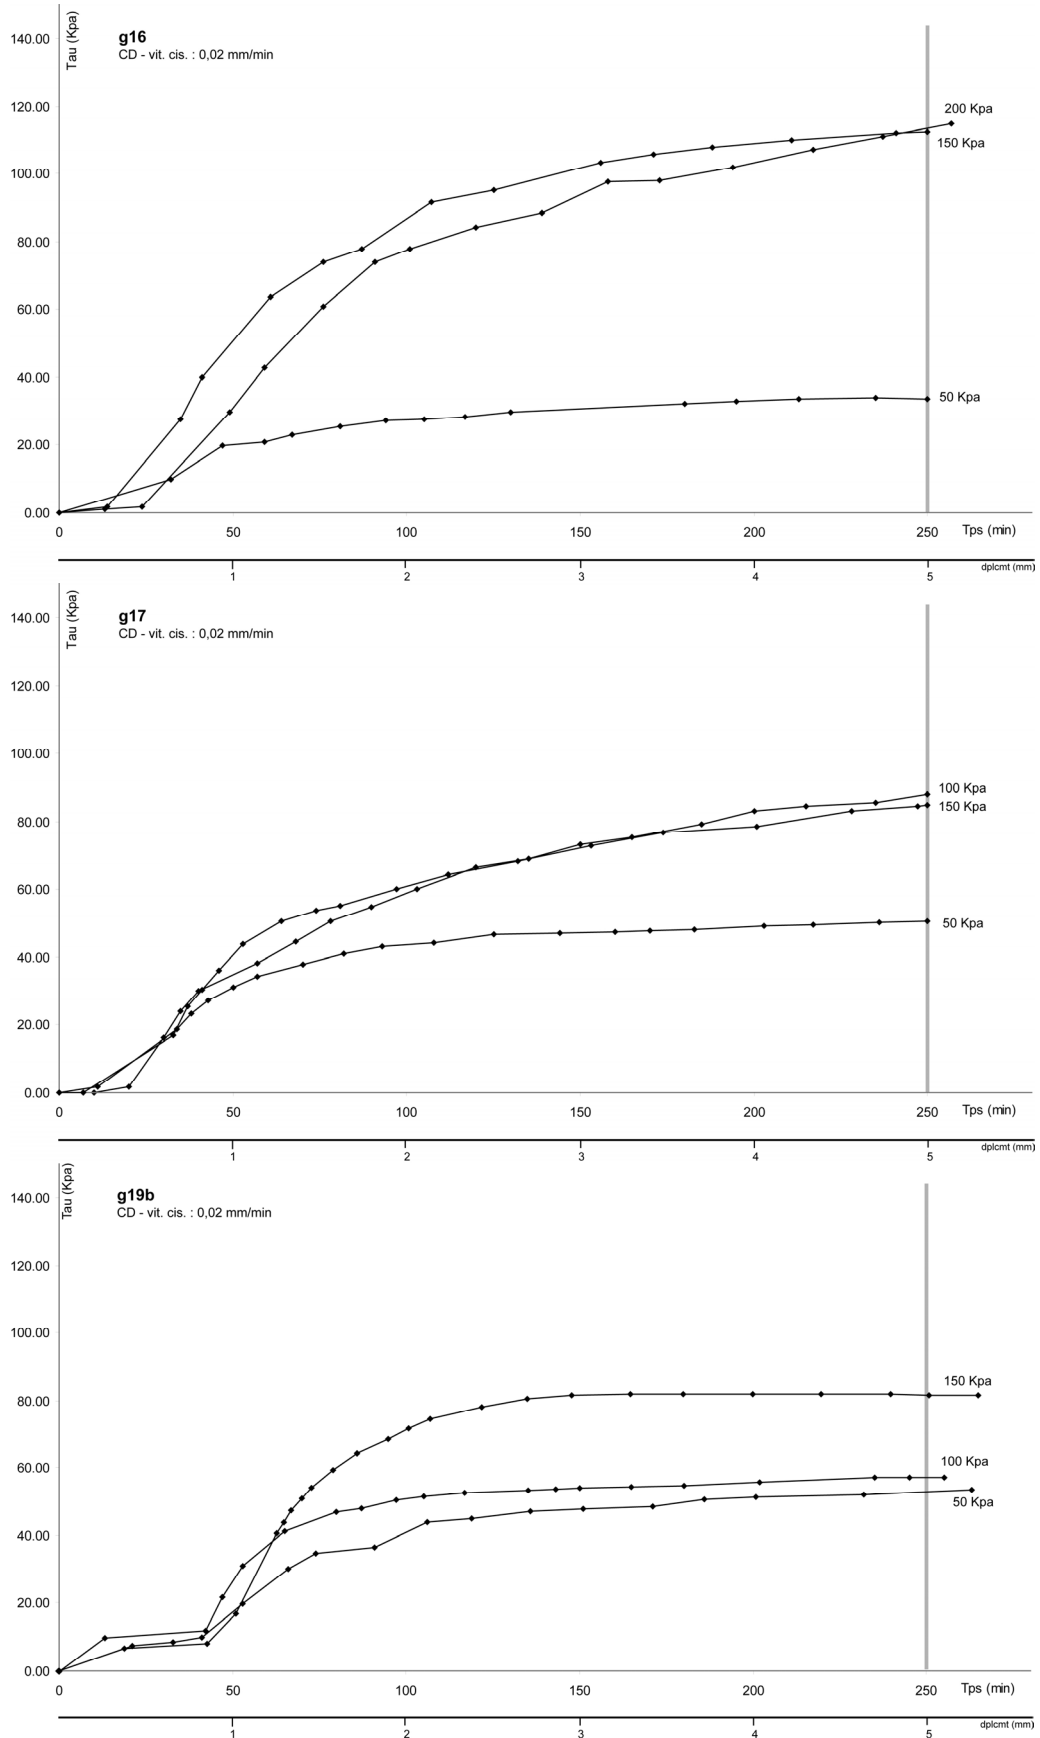 Tau (Kpa)
g16
CD - vit. cis. : 0,02 mm/min
140.00
120.00
100.00
80.00
60.00
40.00
20.00
0.00
200 Kpa
150 Kpa
50 Kpa
0 50 100 150 200 250 Tps (min)
1 2 3 4 5 dplcmt (mm)
Tau (Kpa)
g17
CD - vit. cis. : 0,02 mm/min
140.00
120.00
100.00
80.00
60.00
40.00
20.00
0.00
100 Kpa
150 Kpa
50 Kpa
0 50 100 150 200 250 Tps (min)
1 2 3 4 5 dplcmt (mm)
Tau (Kpa)
g19b
CD - vit. cis. : 0,02 mm/min
140.00
120.00
100.00
80.00
60.00
40.00
20.00
0.00
150 Kpa
100 Kpa
50 Kpa
0 50 100 150 200 250 Tps (min)
1 2 3 4 5 dplcmt (mm)